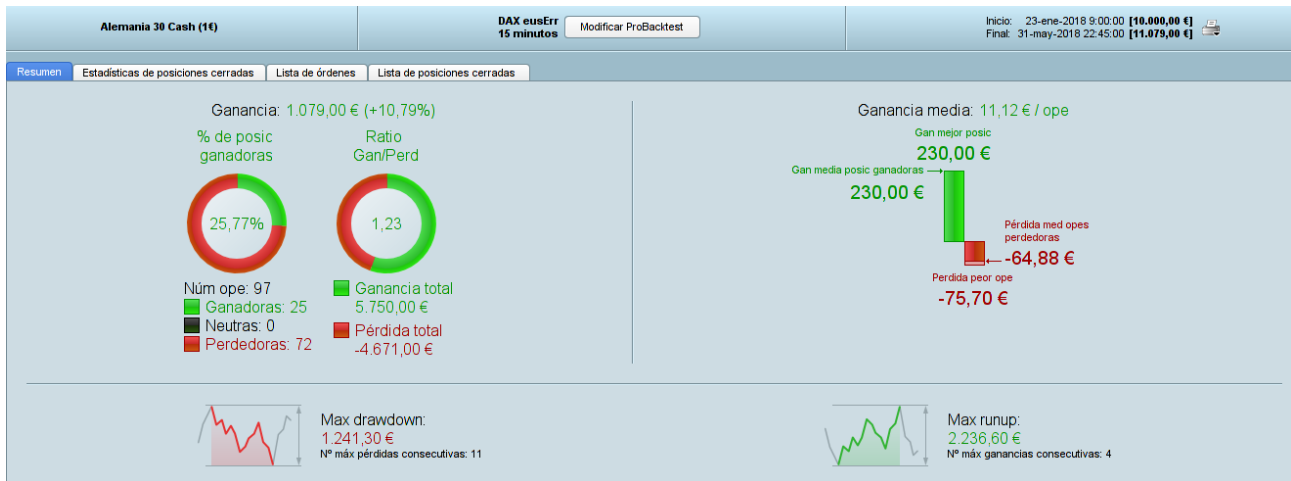 Alemania 30 Cash (1€)
DAX eusErr
15 minutos
Modificar ProBacktest
Inicio: 23-ene-2018 9:00:00 [10.000,00 €]
Final: 31-may-2018 22:45:00 [11.079,00 €]
Resumen
Estadísticas de posiciones cerradas
Lista de órdenes
Lista de posiciones cerradas
Ganancia: 1.079,00 € (+10,79%)
% de posic
ganadoras
25,77%
Ratio
Gan/Perd
1,23
Núm ope: 97
Ganadoras: 25
Neutras: 0
Perdedoras: 72
Ganancia total
5.750,00 €
Pérdida total
-4.671,00 €
Ganancia media: 11,12 € / ope
Gan mejor posic
230,00 €
Gan media posic ganadoras
230,00 €
Pérdida med opes
perdedoras
-64,88 €
Perdida peor ope
-75,70 €
Max drawdown:
1.241,30 €
Nº máx pérdidas consecutivas: 11
Max runup:
2.236,60 €
Nº máx ganancias consecutivas: 4